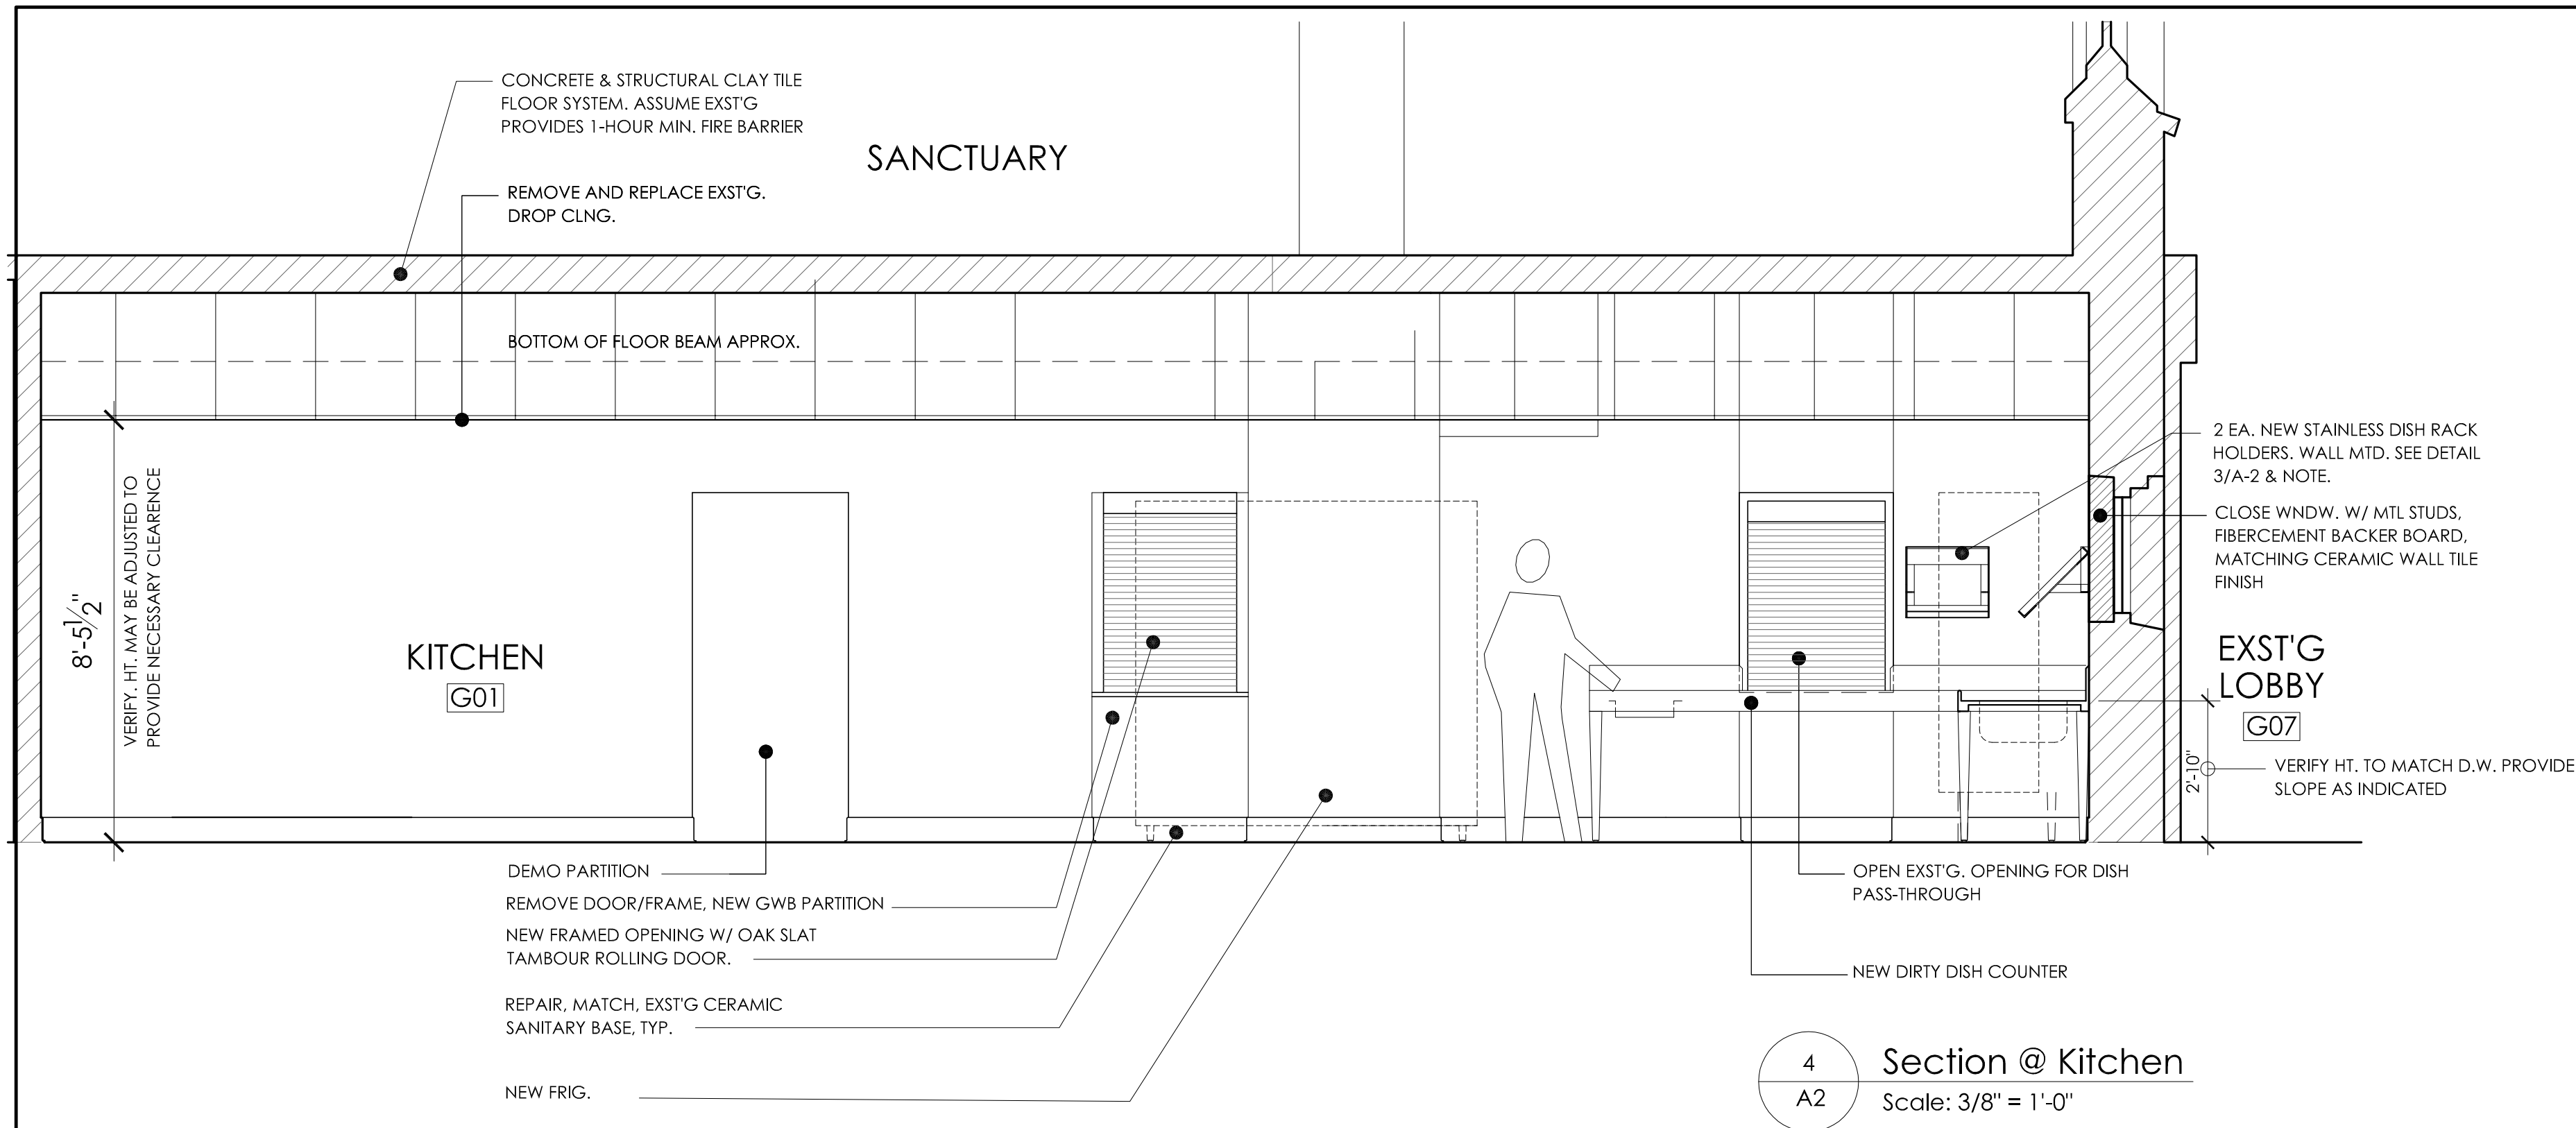 CONCRETE & STRUCTURAL CLAY TILE
FLOOR SYSTEM. ASSUME EXST'G
PROVIDES 1-HOUR MIN. FIRE BARRIER
SANCTUARY
REMOVE AND REPLACE EXST'G.
DROP CLNG.
BOTTOM OF FLOOR BEAM APPROX.
8'-5 1/2"
VERIFY. HT. MAY BE ADJUSTED TO
PROVIDE NECESSARY CLEARENCE
KITCHEN
G01
2 EA. NEW STAINLESS DISH RACK
HOLDERS. WALL MTD. SEE DETAIL
3/A-2 & NOTE.
CLOSE WNDW. W/ MTL STUDS,
FIBERCEMENT BACKER BOARD,
MATCHING CERAMIC WALL TILE
FINISH
EXST'G
LOBBY
G07
2'-10"
VERIFY HT. TO MATCH D.W. PROVIDE
SLOPE AS INDICATED
DEMO PARTITION
REMOVE DOOR/FRAME, NEW GWB PARTITION
NEW FRAMED OPENING W/ OAK SLAT
TAMBOUR ROLLING DOOR.
REPAIR, MATCH, EXST'G CERAMIC
SANITARY BASE, TYP.
NEW FRIG.
OPEN EXST'G. OPENING FOR DISH
PASS-THROUGH
NEW DIRTY DISH COUNTER
4
A2
Section @ Kitchen
Scale: 3/8" = 1'-0"